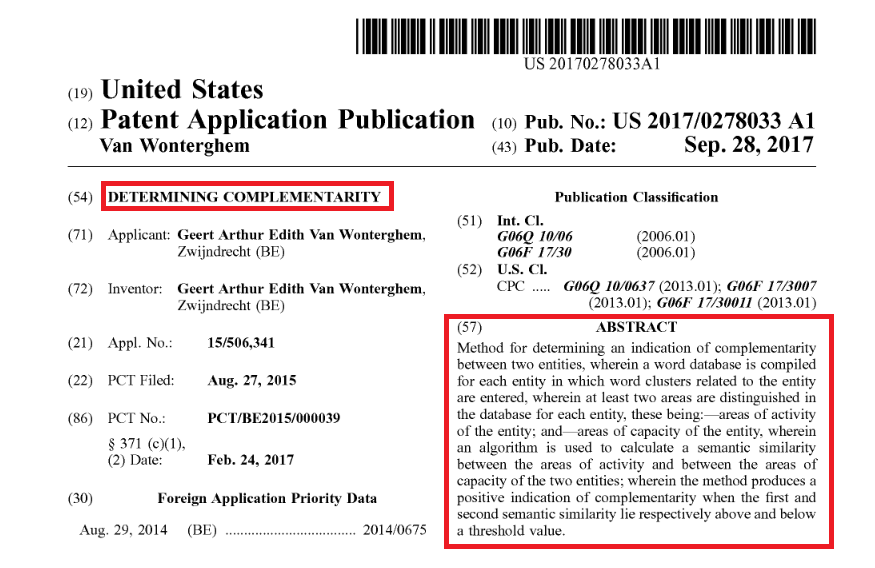 US 20170278033A1
(19) United States
(12) Patent Application Publication
Van Wonterghem
(10) Pub. No.: US 2017/0278033 A1
(43) Pub. Date: Sep. 28, 2017
(54) DETERMINING COMPLEMENTARITY
(71) Applicant: Geert Arthur Edith Van Wonterghem,
Zwijndrecht (BE)
(72) Inventor: Geert Arthur Edith Van Wonterghem,
Zwijndrecht (BE)
(21) Appl. No.: 15/506,341
(22) PCT Filed: Aug. 27, 2015
(86) PCT No.: PCT/BE2015/000039
§ 371 (c)(1),
(2) Date: Feb. 24, 2017
(30) Foreign Application Priority Data
Aug. 29, 2014 (BE) .................................. 2014/0675
Publication Classification
(51) Int. Cl.
G06Q 10/06 (2006.01)
G06F 17/30 (2006.01)
(52) U.S. Cl.
CPC ..... G06Q 10/0637 (2013.01); G06F 17/3007
(2013.01); G06F 17/30011 (2013.01)
(57) ABSTRACT
Method for determining an indication of complementarity
between two entities, wherein a word database is compiled
for each entity in which word clusters related to the entity
are entered, wherein at least two areas are distinguished in
the database for each entity, these being:—areas of activity
of the entity; and—areas of capacity of the entity, wherein
an algorithm is used to calculate a semantic similarity
between the areas of activity and between the areas of
capacity of the two entities; wherein the method produces a
positive indication of complementarity when the first and
second semantic similarity lie respectively above and below
a threshold value.